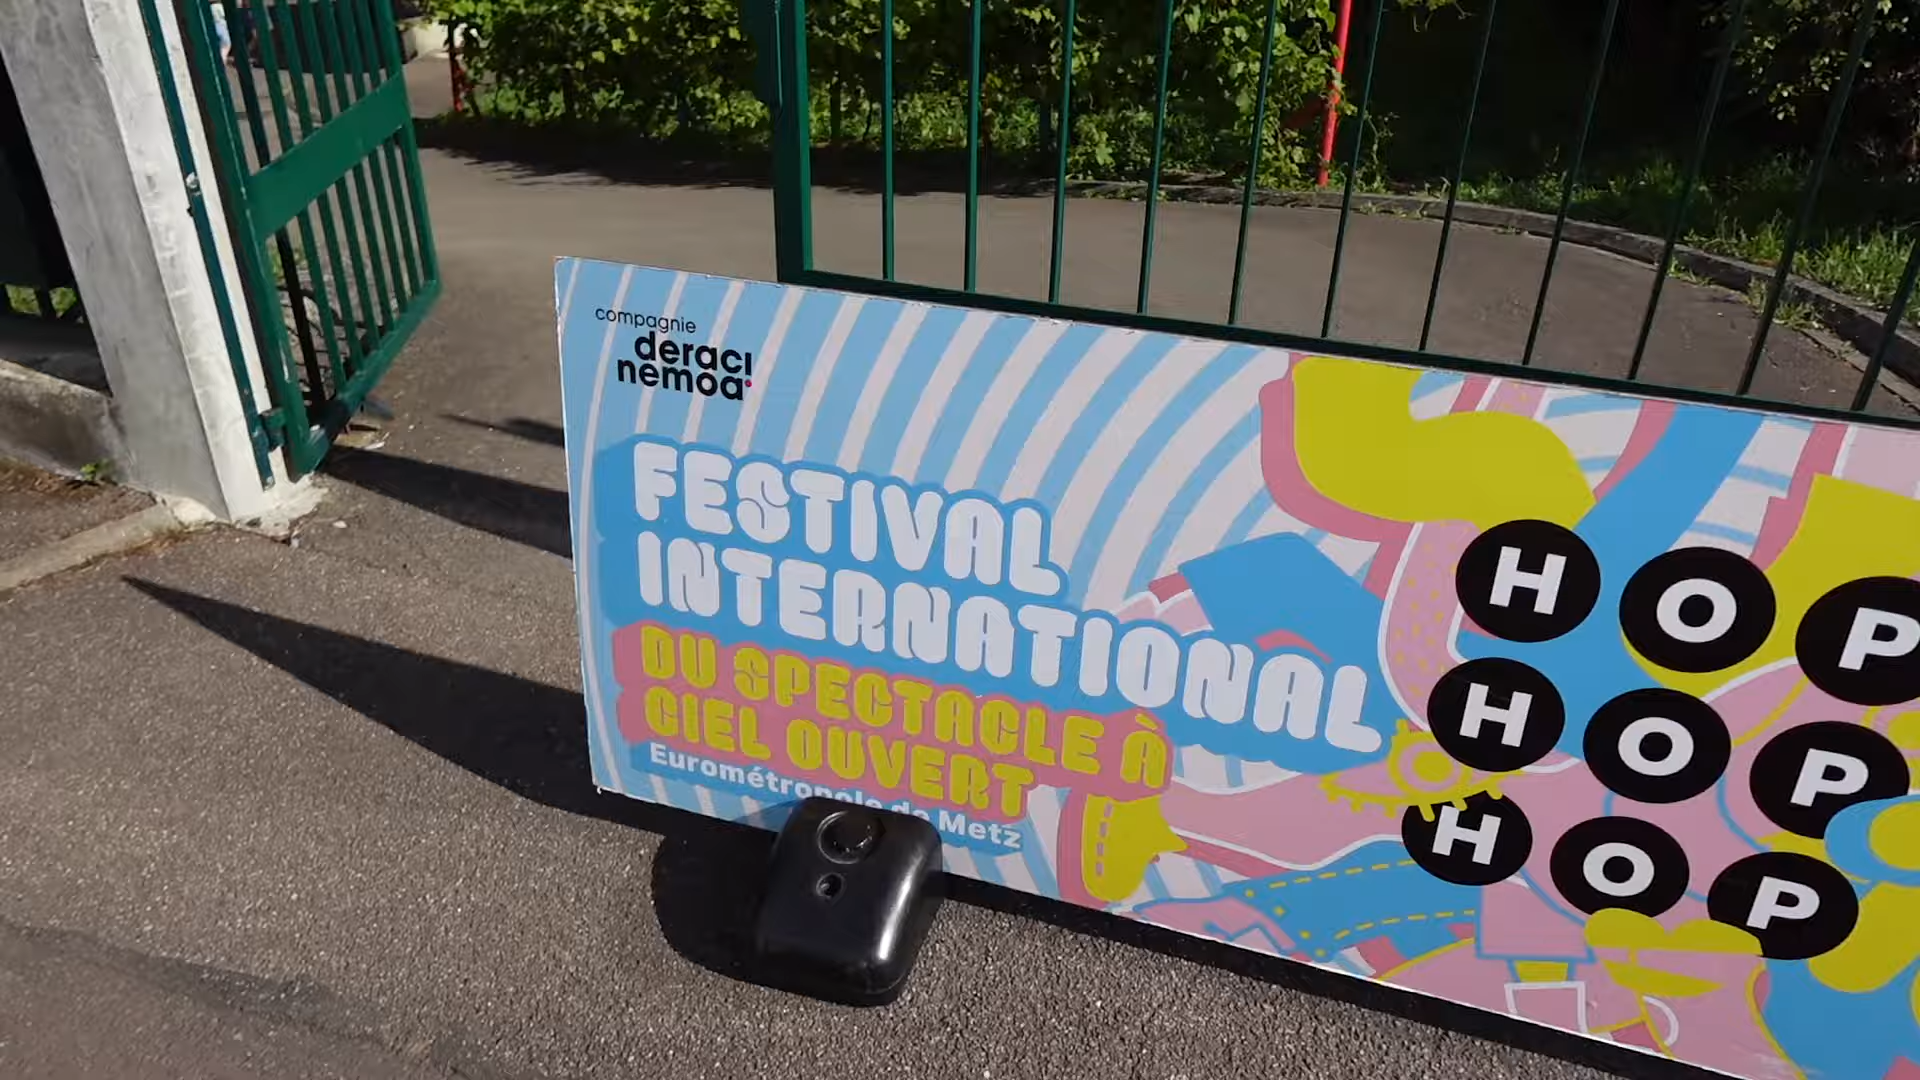 compagnie
deraci
nemoa
FESTIVAL
INTERNATIONAL
DU SPECTACLE À
CIEL OUVERT
Eurométropole de Metz
HOP
HOP
HOP